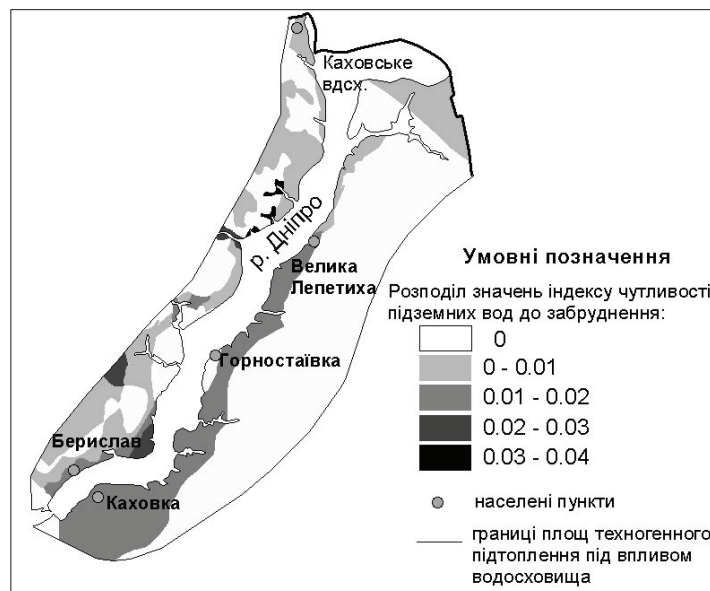 Каховське
вдсх.
р. Дніпро
Велика
Лепетиха
Горностаївка
Берислав
Каховка
Умовні позначення
Розподіл значень індексу чутливості
підземних вод до забруднення:
0
0 - 0.01
0.01 - 0.02
0.02 - 0.03
0.03 - 0.04
населені пункти
границі площ техногенного
підтоплення під впливом
водосховища